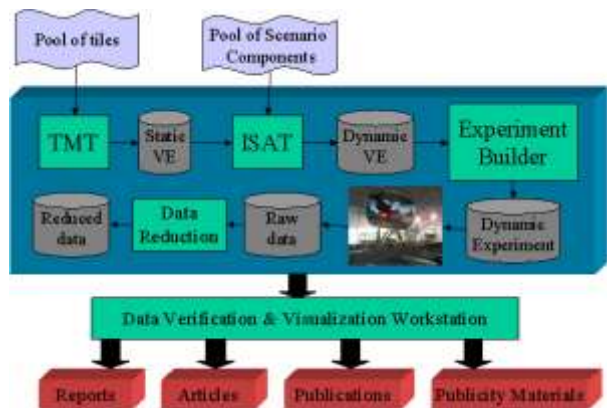 Pool of tiles
Pool of Scenario
Components
TMT
Static
VE
ISAT
Dynamic
VE
Experiment
Builder
Reduced
data
Data
Reduction
Raw
data
Dynamic
Experiment
Data Verification & Visualization Workstation
Reports
Articles
Publications
Publicity Materials